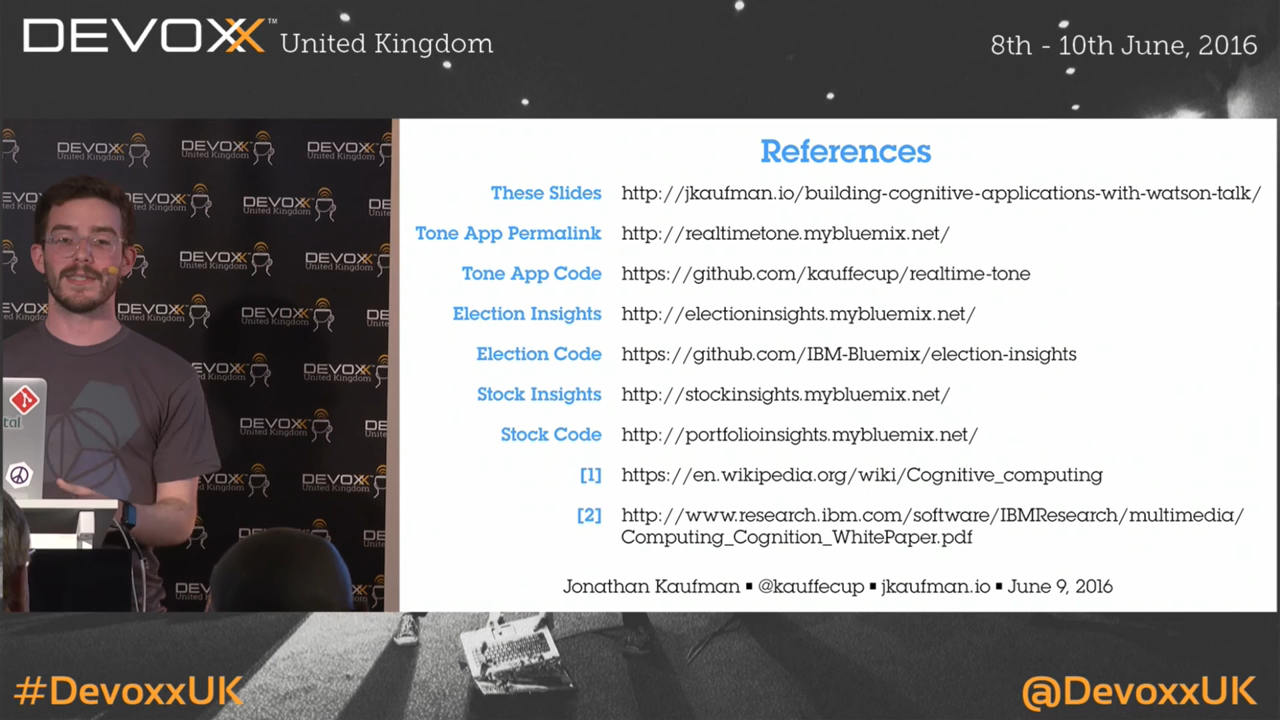 DEVOXX™ United Kingdom
8th - 10th June, 2016
References
These Slides http://jkaufman.io/building-cognitive-applications-with-watson-talk/
Tone App Permalink http://realtimetone.mybluemix.net/
Tone App Code https://github.com/kauffecup/realtime-tone
Election Insights http://electioninsights.mybluemix.net/
Election Code https://github.com/IBM-Bluemix/election-insights
Stock Insights http://stockinsights.mybluemix.net/
Stock Code http://portfolioinsights.mybluemix.net/
[1] https://en.wikipedia.org/wiki/Cognitive_computing
[2] http://www.research.ibm.com/software/IBMResearch/multimedia/
Computing_Cognition_WhitePaper.pdf
Jonathan Kaufman ▪ @kauffecup ▪ jkaufman.io ▪ June 9, 2016
DEVOXX United Kingdom
tal
#DevoxxUK
@DevoxxUK